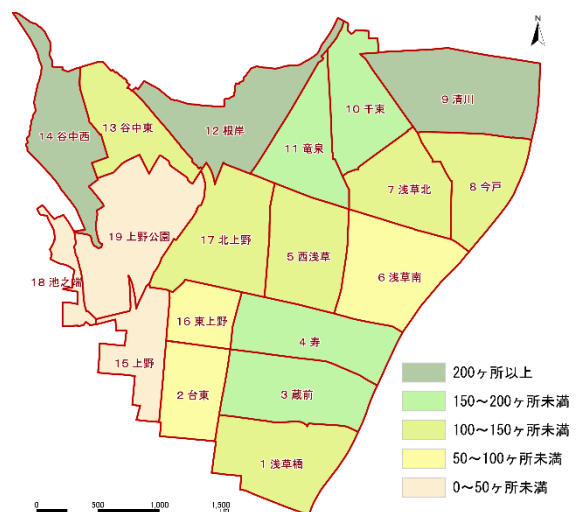 N
14 谷中西
13 谷中東
12 根岸
11 竜泉
10 千束
9 清川
8 今戸
7 浅草北
19 上野公園
17 北上野
5 西浅草
6 浅草南
18 池之端
16 東上野
4 寿
15 上野
2 台東
3 蔵前
1 浅草橋
200ヶ所以上
150～200ヶ所未満
100～150ヶ所未満
50～100ヶ所未満
0～50ヶ所未満
0 500 1,000 1,500